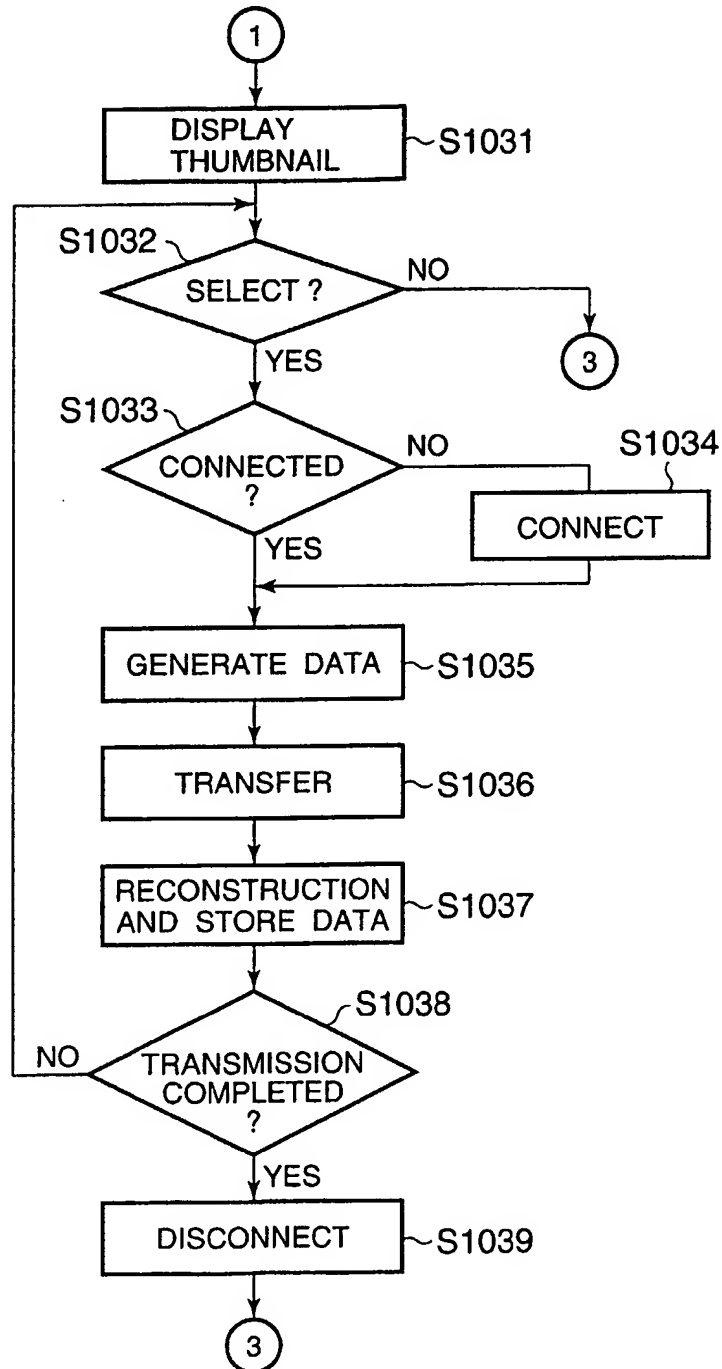 1
DISPLAY
THUMBNAIL
S1031
S1032
SELECT ?
NO
3
YES
S1033
CONNECTED
?
NO
S1034
CONNECT
YES
GENERATE DATA
S1035
TRANSFER
S1036
RECONSTRUCTION
AND STORE DATA
S1037
S1038
NO
TRANSMISSION
COMPLETED
?
YES
DISCONNECT
S1039
3